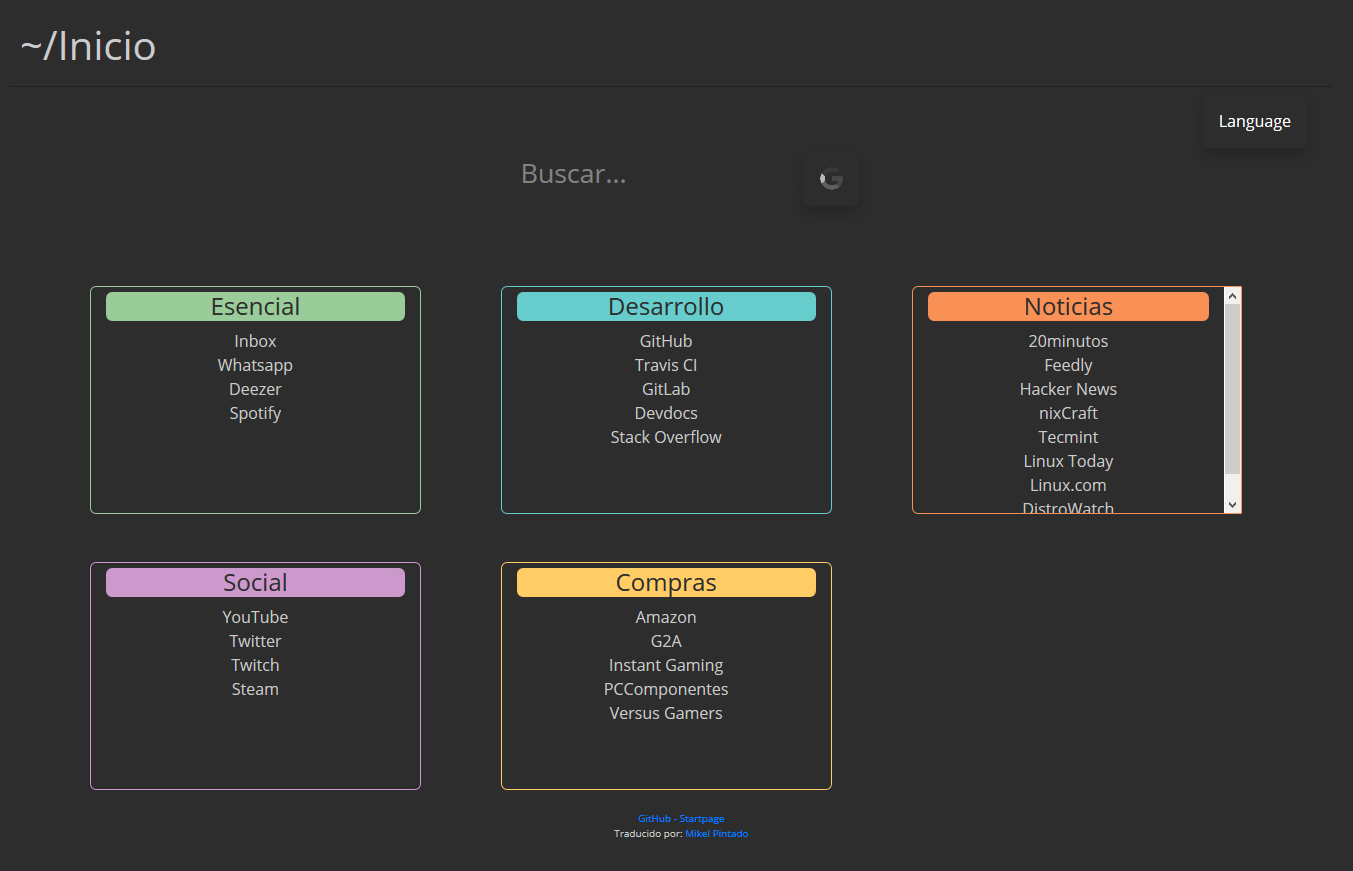 ~/Inicio
Language
Buscar...
Esencial
Inbox
Whatsapp
Deezer
Spotify
Desarrollo
GitHub
Travis CI
GitLab
Devdocs
Stack Overflow
Noticias
20minutos
Feedly
Hacker News
nixCraft
Tecmint
Linux Today
Linux.com
DistroWatch
Social
YouTube
Twitter
Twitch
Steam
Compras
Amazon
G2A
Instant Gaming
PCComponentes
Versus Gamers
GitHub - Startpage
Traducido por: Mikel Pintado